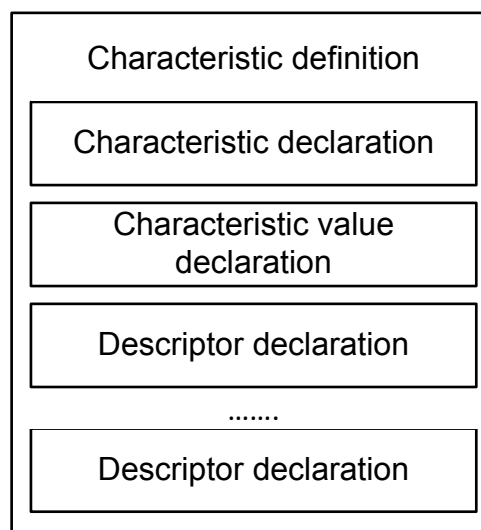 Characteristic definition
Characteristic declaration
Characteristic value
declaration
Descriptor declaration
.......
Descriptor declaration